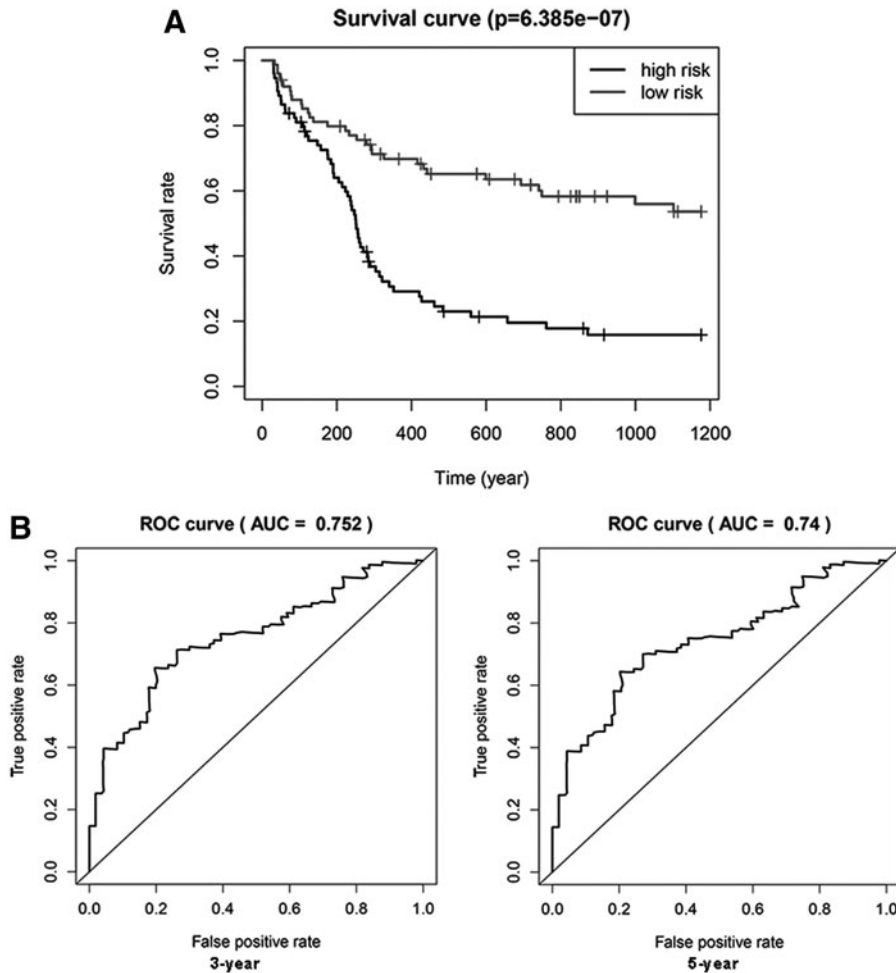 A
Survival curve (p=6.385e−07)
high risk
low risk
Survival rate
1.0
0.8
0.6
0.4
0.2
0.0
0 200 400 600 800 1000 1200
Time (year)
B
ROC curve ( AUC = 0.752 )
True positive rate
1.0
0.8
0.6
0.4
0.2
0.0
0.0 0.2 0.4 0.6 0.8 1.0
False positive rate
3-year
ROC curve ( AUC = 0.74 )
True positive rate
1.0
0.8
0.6
0.4
0.2
0.0
0.0 0.2 0.4 0.6 0.8 1.0
False positive rate
5-year